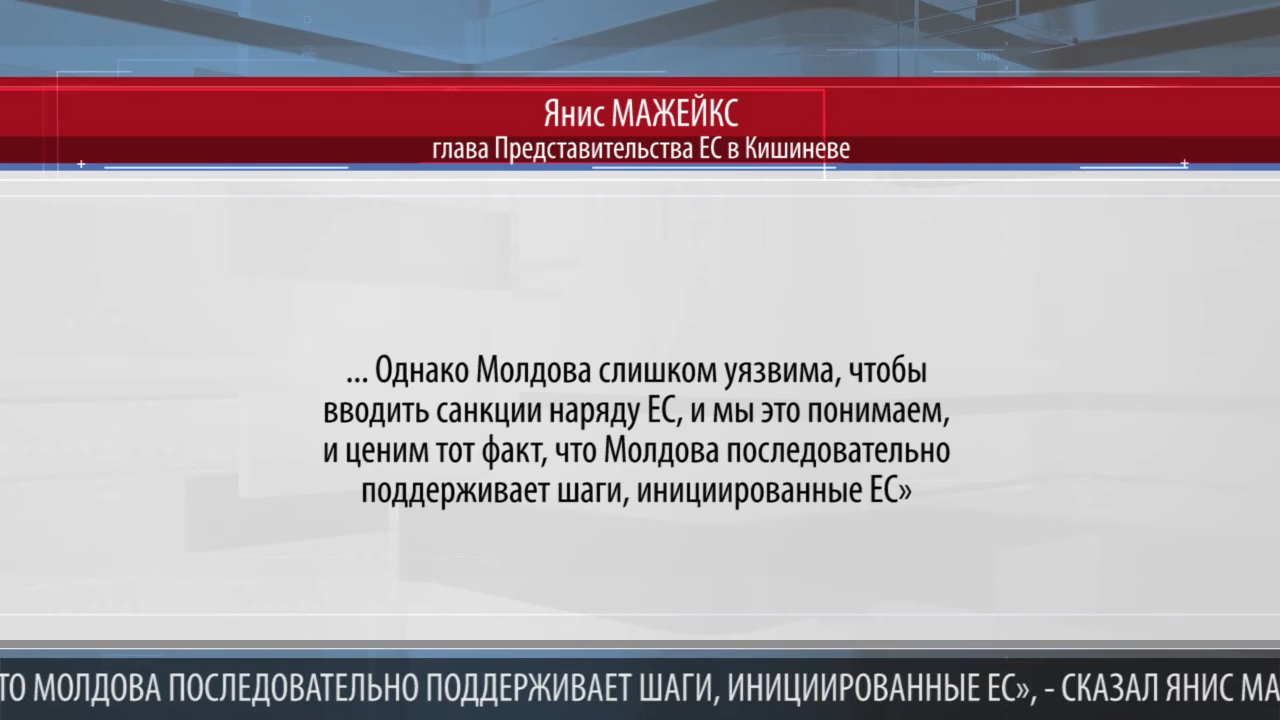 Янис МАЖЕЙКС
глава Представительства ЕС в Кишиневе
... Однако Молдова слишком уязвима, чтобы
вводить санкции наряду ЕС, и мы это понимаем,
и ценим тот факт, что Молдова последовательно
поддерживает шаги, инициированные ЕС»
ТО МОЛДОВА ПОСЛЕДОВАТЕЛЬНО ПОДДЕРЖИВАЕТ ШАГИ, ИНИЦИИРОВАННЫЕ ЕС», - СКАЗАЛ ЯНИС МА